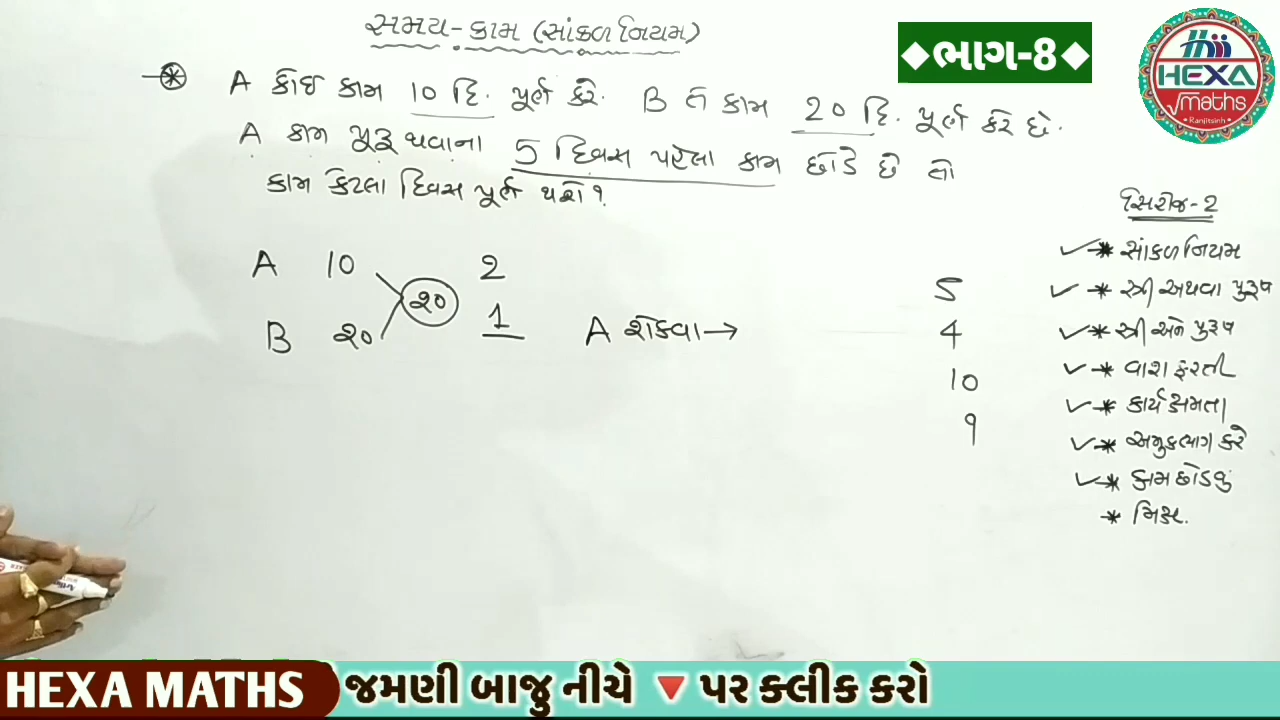 સમય-કામ (સાંકળ નિયમ)
◆ભાગ-8◆
HEXA
√maths
Ranjitsinh
A કોઇ કામ 10 દિ. પૂર્ણ કરે. B તે કામ 20 દિ. પૂર્ણ કરે છે.
A કામ પુરૂ થવાના 5 દિવસ પહેલા કામ છોડે છે તો
કામ કેટલા દિવસ પૂર્ણ થશે?
સિરીજ-2
✓* સાંકળ નિયમ
✓* સ્ત્રી અથવા પુરૂષ
✓* સ્ત્રી અને પુરૂષ
✓* વારા ફરતી
✓* કાર્યક્ષમતા
✓* અમુકભાગ કરે
✓* કામ છોડવું
* મિક્ષ.
A 10 2
20
B 20 1
A રોકવા→
5
4
10
9
HEXA MATHS જમણી બાજુ નીચે 🔻પર ક્લીક કરો